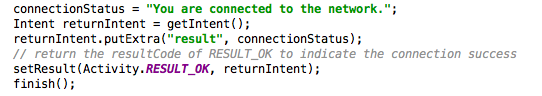 connectionStatus = "You are connected to the network.";
Intent returnIntent = getIntent();
returnIntent.putExtra("result", connectionStatus);
// return the resultCode of RESULT_OK to indicate the connection success
setResult(Activity.RESULT_OK, returnIntent);
finish();